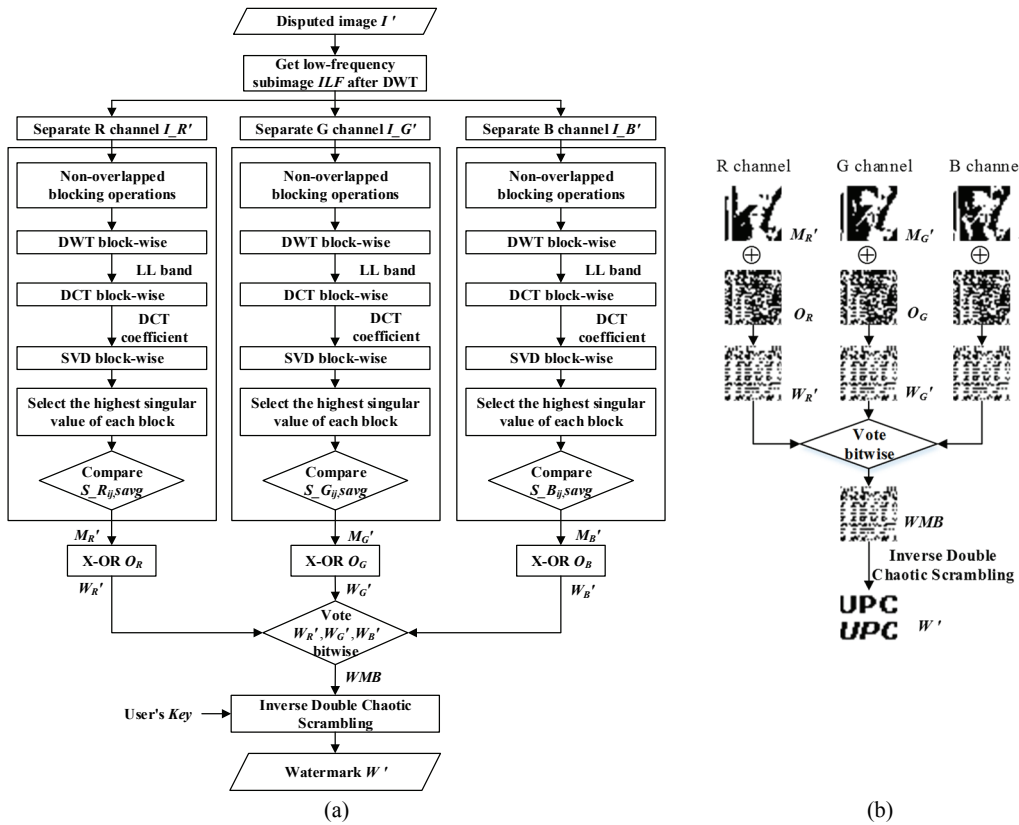 Disputed image I '
Get low-frequency
subimage ILF after DWT
Separate R channel I_R'
Separate G channel I_G'
Separate B channel I_B'
Non-overlapped
blocking operations
Non-overlapped
blocking operations
Non-overlapped
blocking operations
DWT block-wise
DWT block-wise
DWT block-wise
LL band
LL band
LL band
DCT block-wise
DCT block-wise
DCT block-wise
DCT
coefficient
DCT
coefficient
DCT
coefficient
SVD block-wise
SVD block-wise
SVD block-wise
Select the highest singular
value of each block
Select the highest singular
value of each block
Select the highest singular
value of each block
Compare
S_Rij,savg
Compare
S_Gij,savg
Compare
S_Bij,savg
MR'
MG'
MB'
X-OR OR
X-OR OG
X-OR OB
WR'
WG'
WB'
Vote
WR',WG',WB'
bitwise
WMB
User's Key
Inverse Double Chaotic
Scrambling
Watermark W '
(a)
R channel
G channel
B channe
MR'
MG'
⊕
⊕
⊕
OR
OG
WR'
WG'
Vote
bitwise
WMB
Inverse Double
Chaotic Scrambling
UPC
UPC
W '
(b)